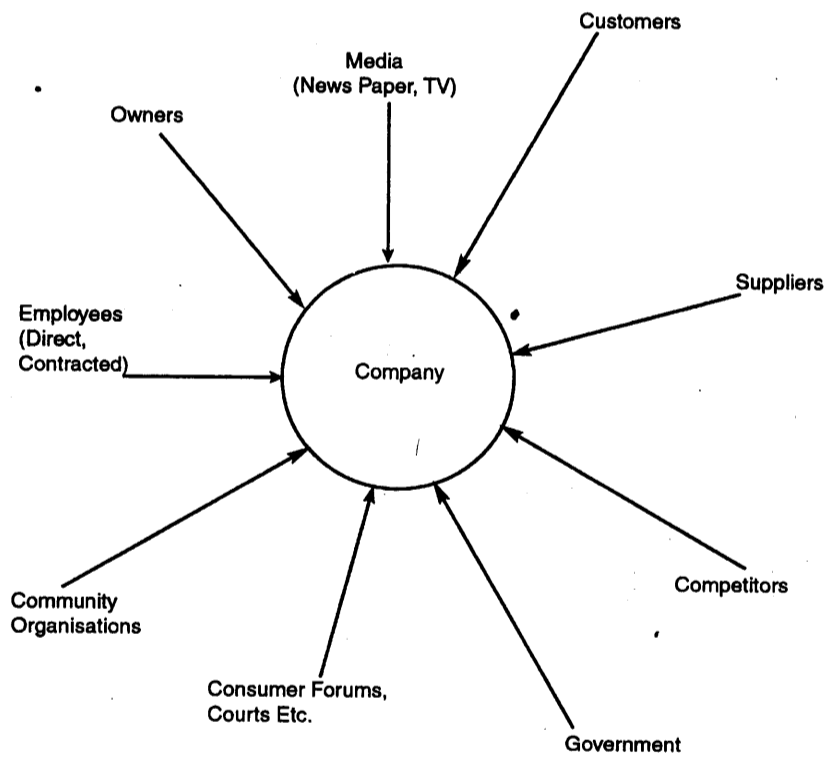 Customers
Media
(News Paper, TV)
Owners
Suppliers
Employees
(Direct,
Contracted)
Company
Competitors
Community
Organisations
Consumer Forums,
Courts Etc.
Government